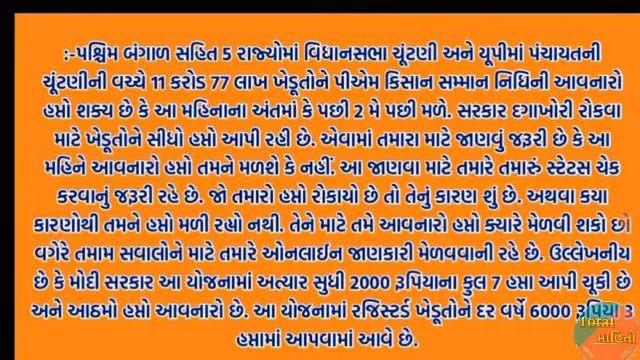 :-પશ્ચિમ બંગાળ સહિત 5 રાજ્યોમાં વિધાનસભા ચૂંટણી અને યૂપીમાં પંચાયતની
ચૂંટણીની વચ્ચે 11 કરોડ 77 લાખ ખેડૂતોને પીએમ કિસાન સમ્માન નિધિની આવનારો
હપ્તો શક્ય છે કે આ મહિનાના અંતમાં કે પછી 2 મે પછી મળે. સરકાર દગાખોરી રોકવા
માટે ખેડૂતોને સીધો હપ્તો આપી રહી છે. એવામાં તમારા માટે જાણવું જરૂરી છે કે આ
મહિને આવનારો હપ્તો તમને મળશે કે નહીં. આ જાણવા માટે તમારે તમારું સ્ટેટસ ચેક
કરવાનું જરૂરી રહે છે. જો તમારો હપ્તો રોકાયો છે તો તેનું કારણ શું છે. અથવા કયા
કારણોથી તમને હપ્તો મળી રહ્યો નથી. તેને માટે તમે આવનારો હપ્તો ક્યારે મેળવી શકો છો
વગેરે તમામ સવાલોને માટે તમારે ઓનલાઈન જાણકારી મેળવવાની રહે છે. ઉલ્લેખનીય
છે કે મોદી સરકાર આ યોજનામાં અત્યાર સુધી 2000 રૂપિયાના કુલ 7 હપ્તા આપી ચૂકી છે
અને આઠમો હપ્તો આવનારો છે. આ યોજનામાં રજિસ્ટર્ડ ખેડૂતોને દર વર્ષે 6000 રૂપિયા 3
હપ્તામાં આપવામાં આવે છે.
Total
માહિતી